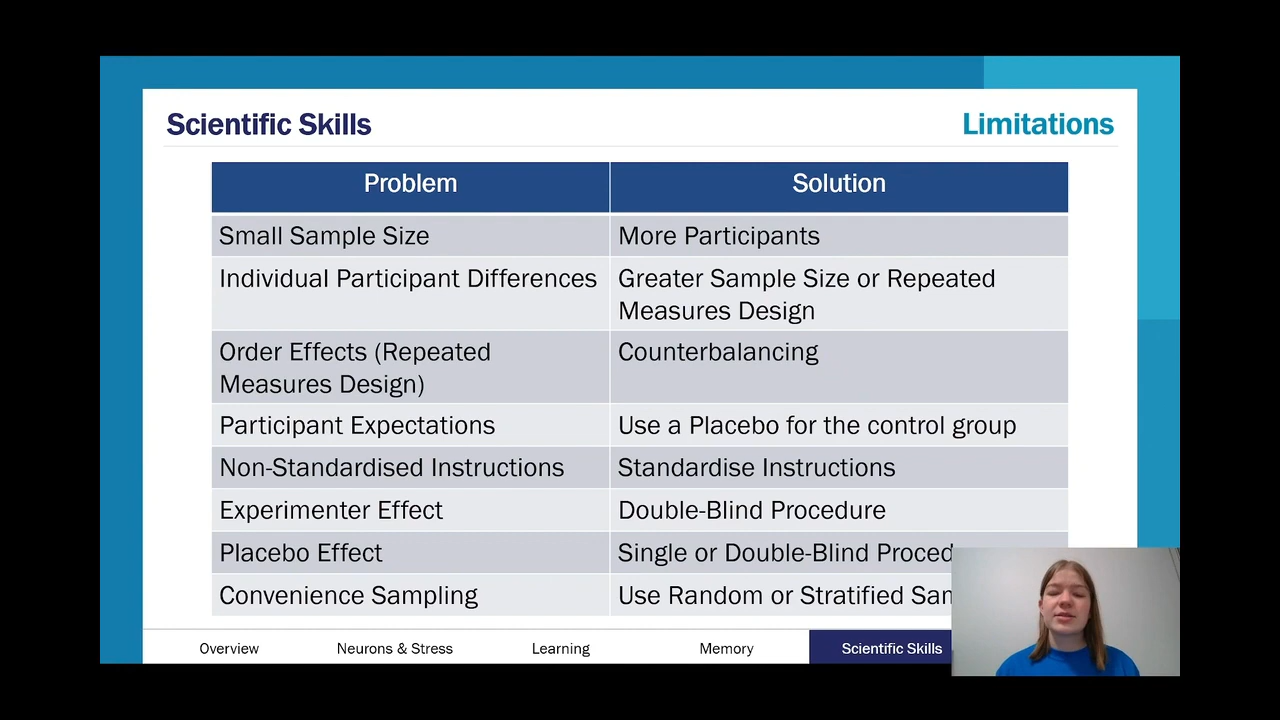 Scientific Skills
Limitations
Problem
Solution
Small Sample Size
More Participants
Individual Participant Differences
Greater Sample Size or Repeated
Measures Design
Order Effects (Repeated
Measures Design)
Counterbalancing
Participant Expectations
Use a Placebo for the control group
Non-Standardised Instructions
Standardise Instructions
Experimenter Effect
Double-Blind Procedure
Placebo Effect
Single or Double-Blind
Convenience Sampling
Use Random or Stratified
Overview
Neurons & Stress
Learning
Memory
Scientific Skills